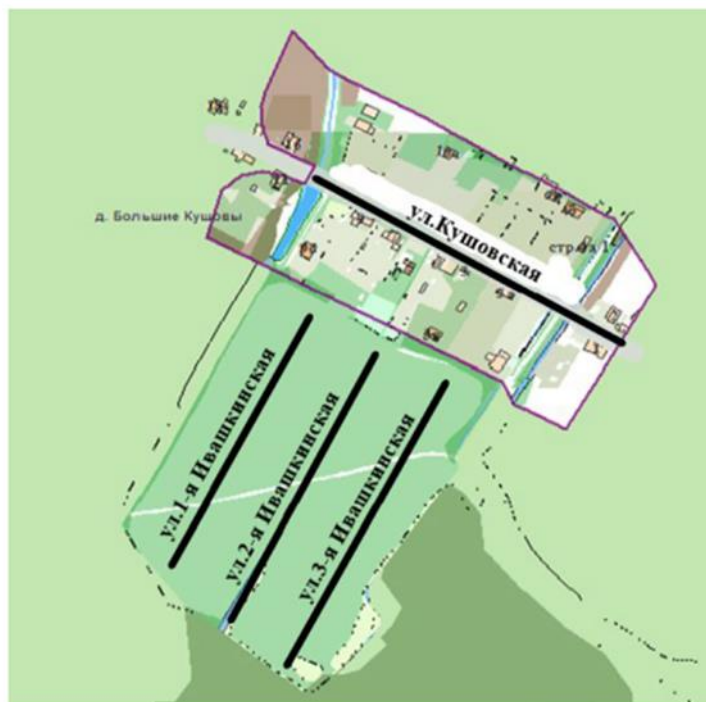 д. Большие Кушовы
ул.Кушовская
ул.1-я Ивашкинская
ул.2-я Ивашкинская
ул.3-я Ивашкинская